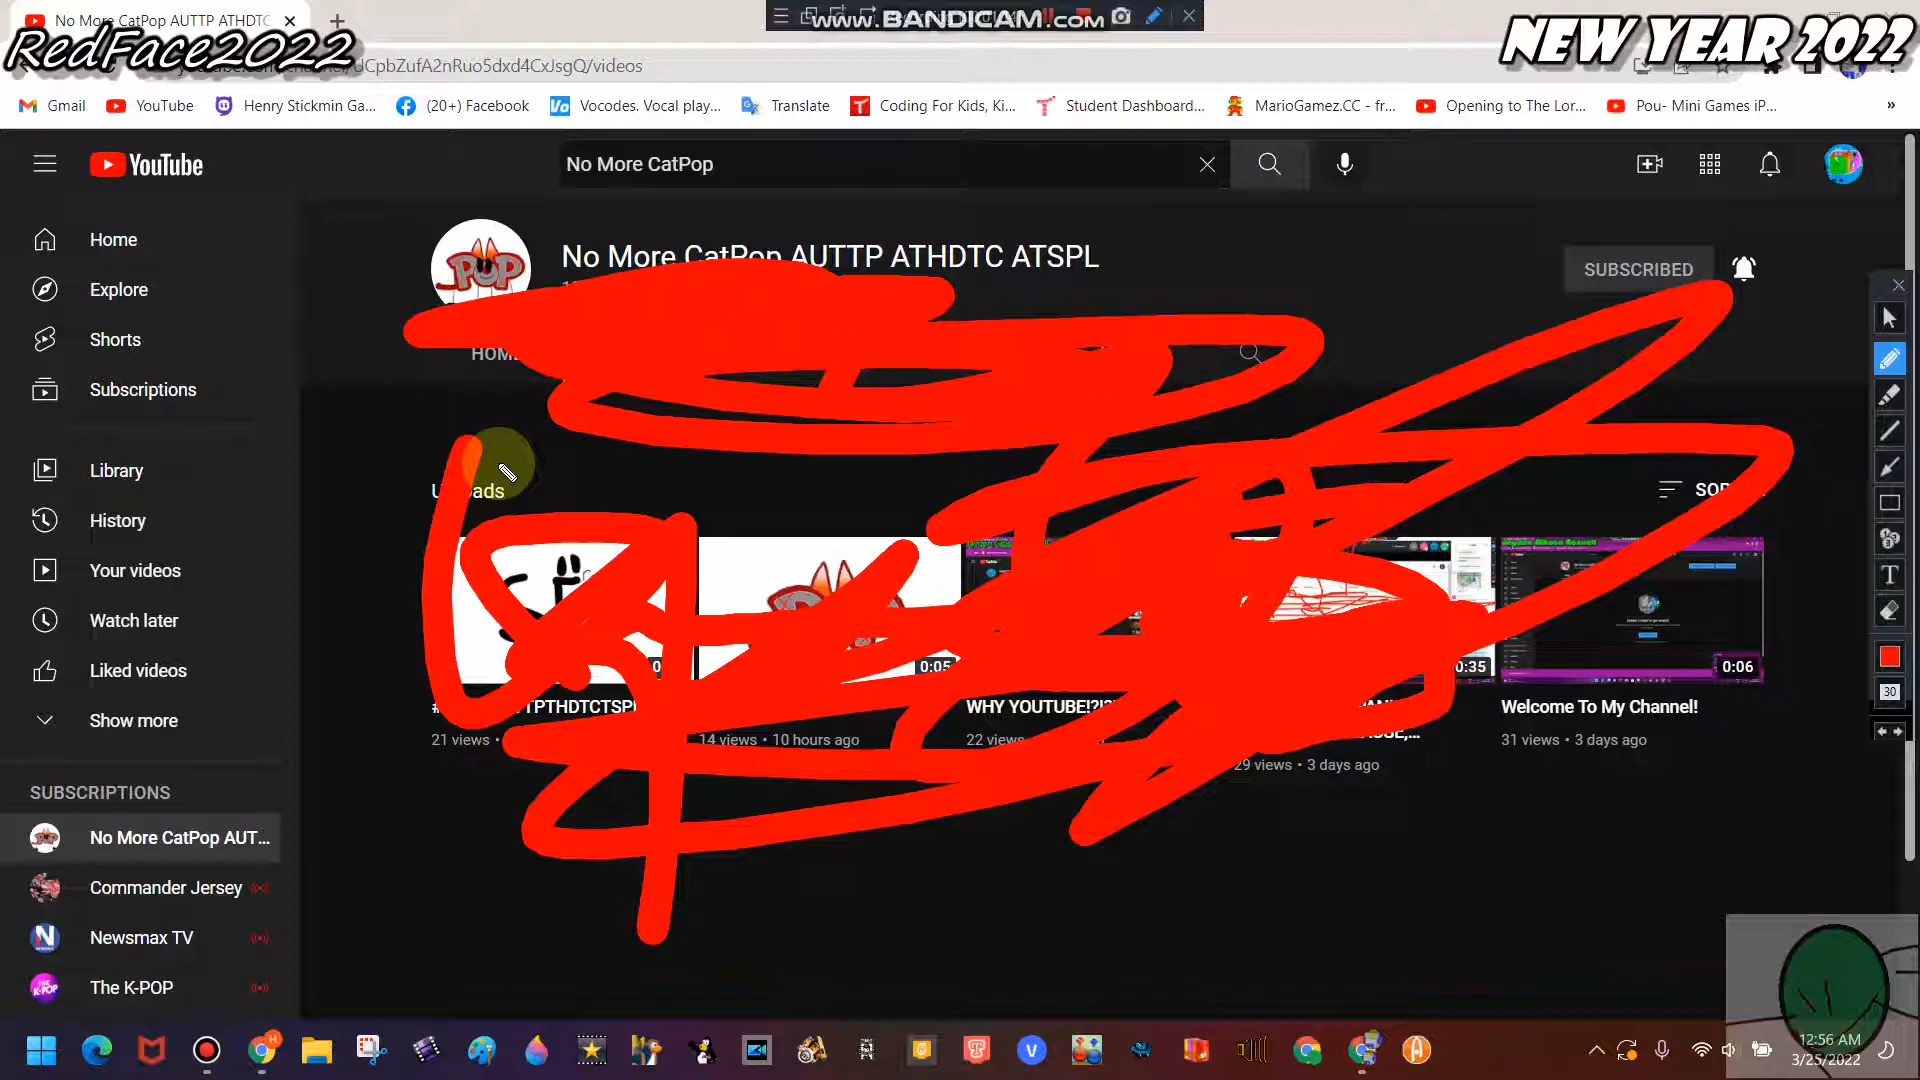 No More CatPop AUTTP ATHDTC
www.BANDICAM.com
RedFace2022
NEW YEAR 2022
CpbZufA2nRuo5dxd4CxJsgQ/videos
Gmail
YouTube
Henry Stickmin Ga...
(20+) Facebook
Vocodes. Vocal play...
Translate
Coding For Kids, Ki...
Student Dashboard...
MarioGamez.CC - fr...
Opening to The Lor...
Pou- Mini Games iP...
»
YouTube
No More CatPop
Home
Explore
Shorts
Subscriptions
Library
History
Your videos
Watch later
Liked videos
Show more
SUBSCRIPTIONS
No More CatPop AUT...
Commander Jersey
Newsmax TV
The K-POP
POP
No More CatPop AUTTP ATHDTC ATSPL
SUBSCRIBED
HOME
0:05
0:35
0:06
WHY YOUTUBE!?!?
Welcome To My Channel!
21 views •
14 views • 10 hours ago
22 views
29 views • 3 days ago
31 views • 3 days ago
T
30
12:56 AM
3/25/2022